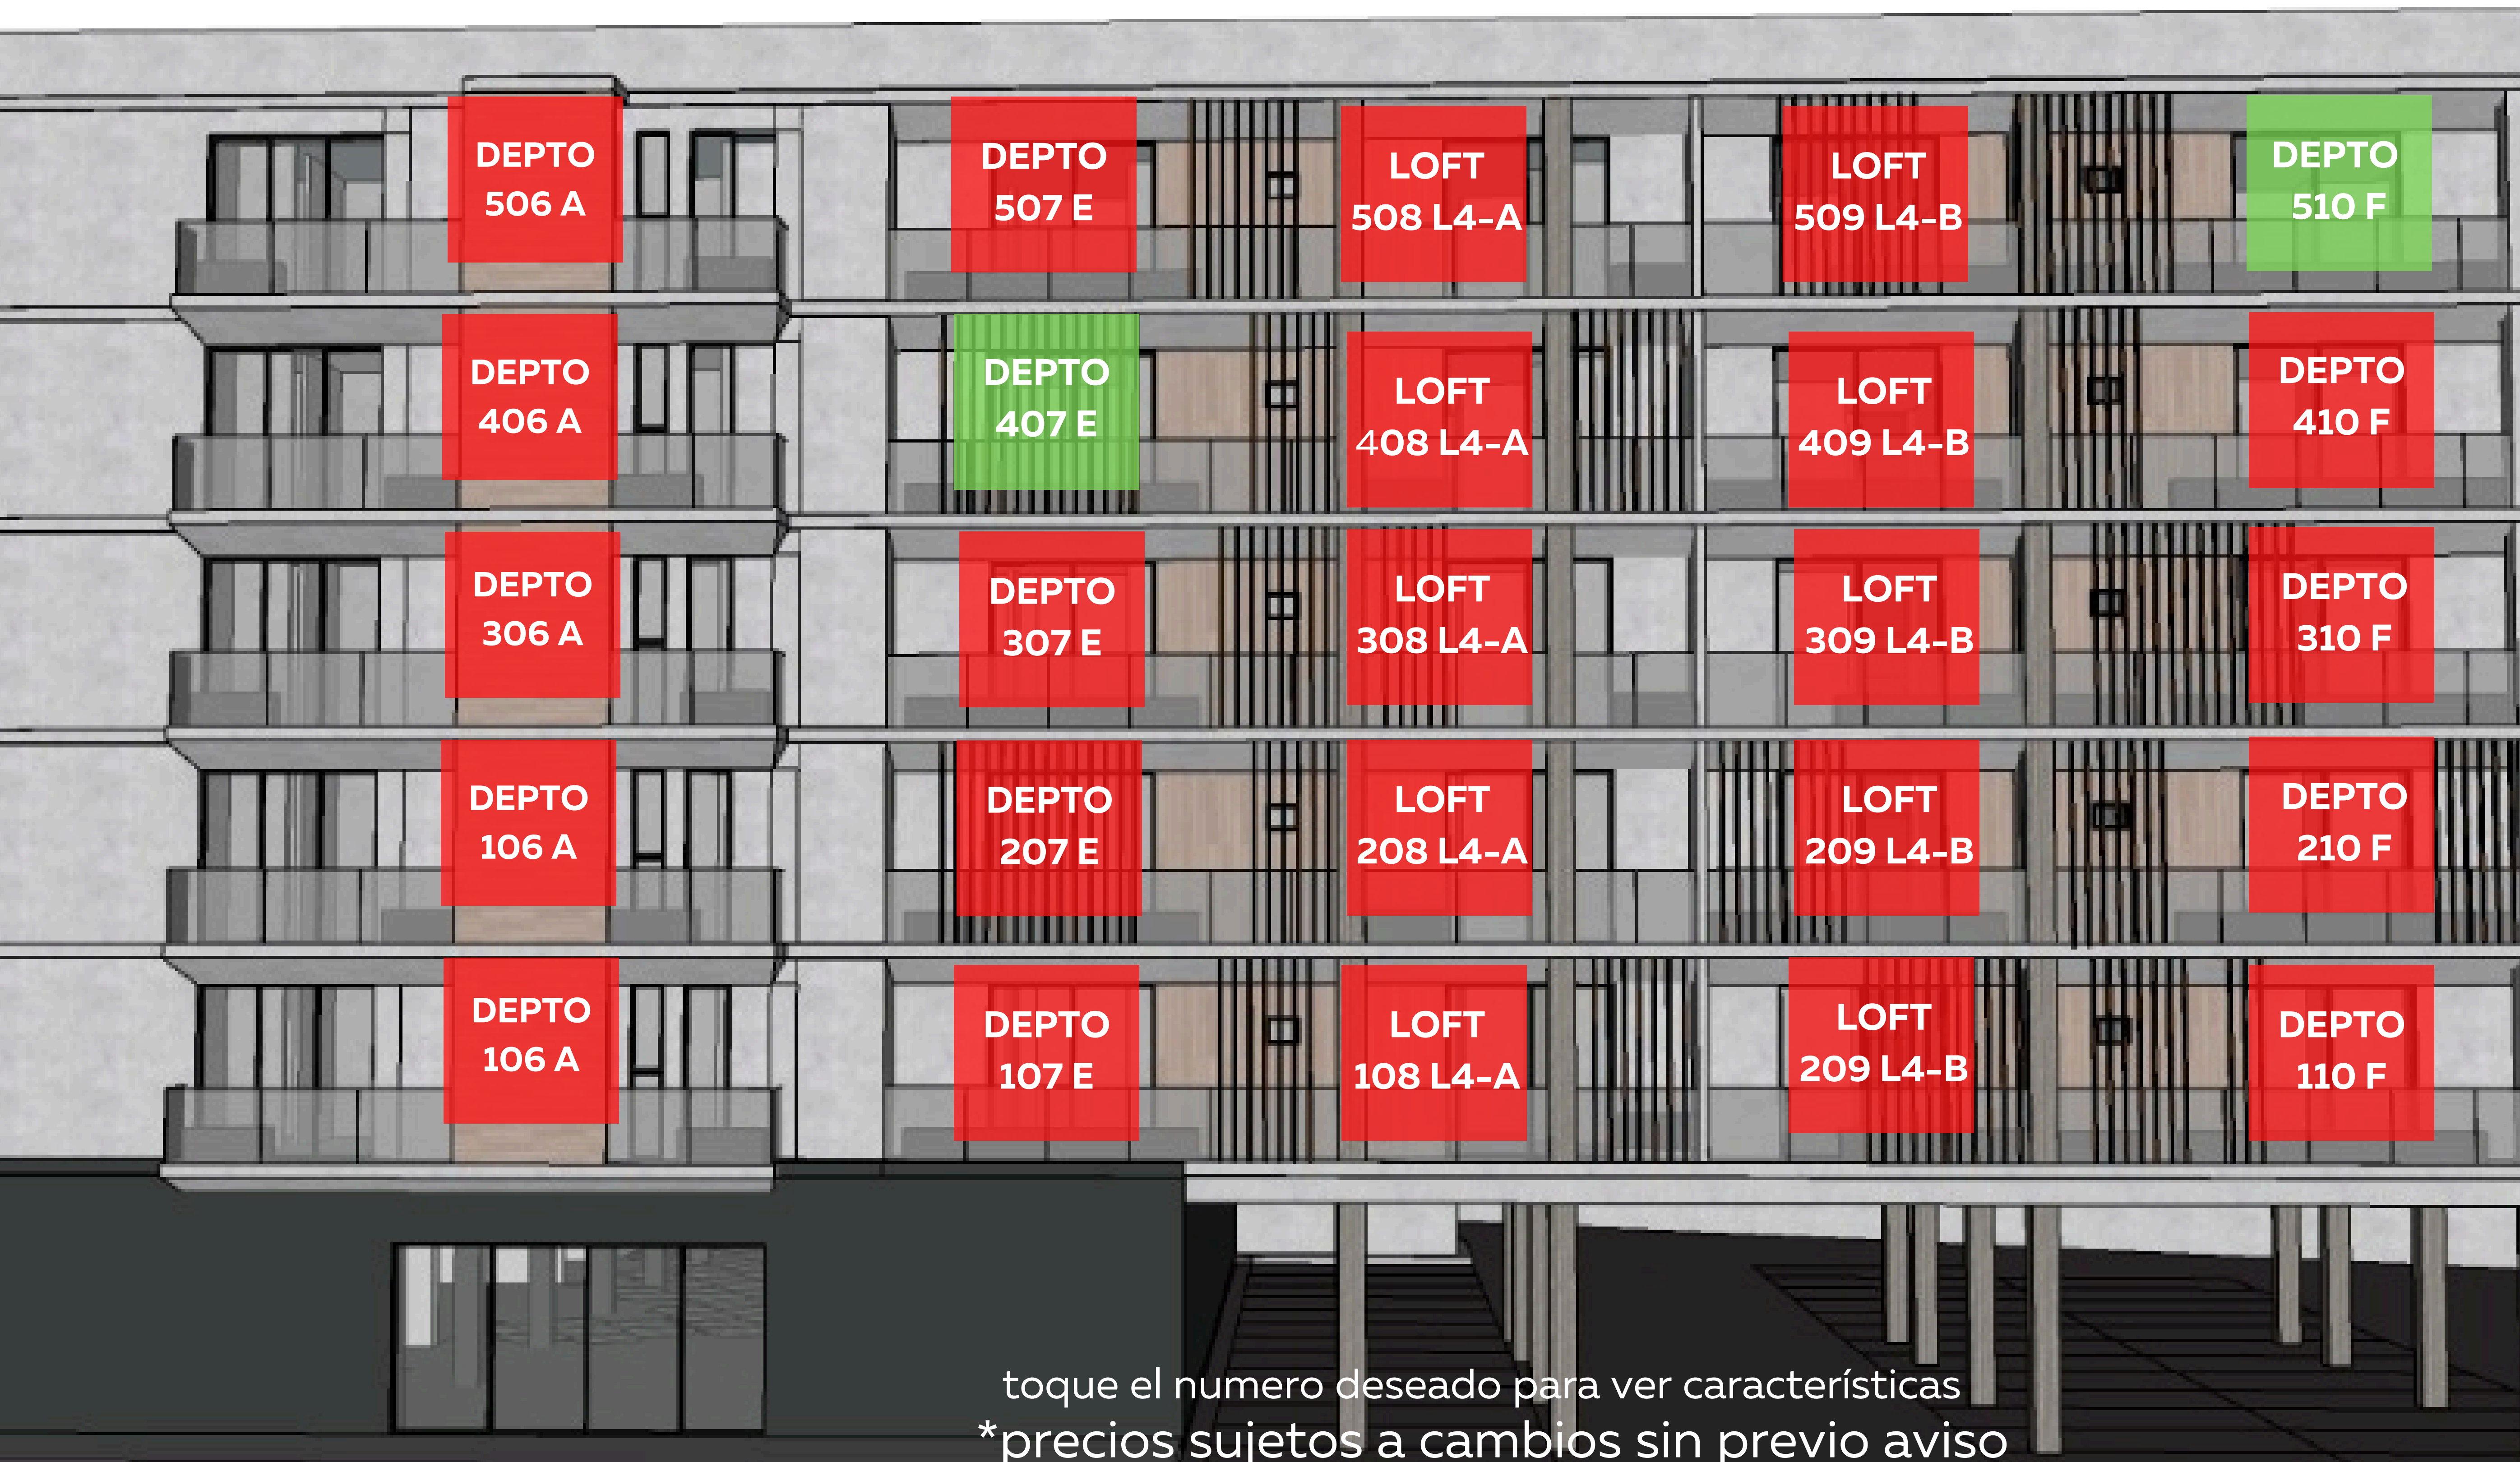 DEPTO
506 A
DEPTO
507 E
LOFT
508 L4-A
LOFT
509 L4-B
DEPTO
510 F
DEPTO
406 A
DEPTO
407 E
LOFT
408 L4-A
LOFT
409 L4-B
DEPTO
410 F
DEPTO
306 A
DEPTO
307 E
LOFT
308 L4-A
LOFT
309 L4-B
DEPTO
310 F
DEPTO
106 A
DEPTO
207 E
LOFT
208 L4-A
LOFT
209 L4-B
DEPTO
210 F
DEPTO
106 A
DEPTO
107 E
LOFT
108 L4-A
LOFT
209 L4-B
DEPTO
110 F
toque el numero deseado para ver características
*precios sujetos a cambios sin previo aviso